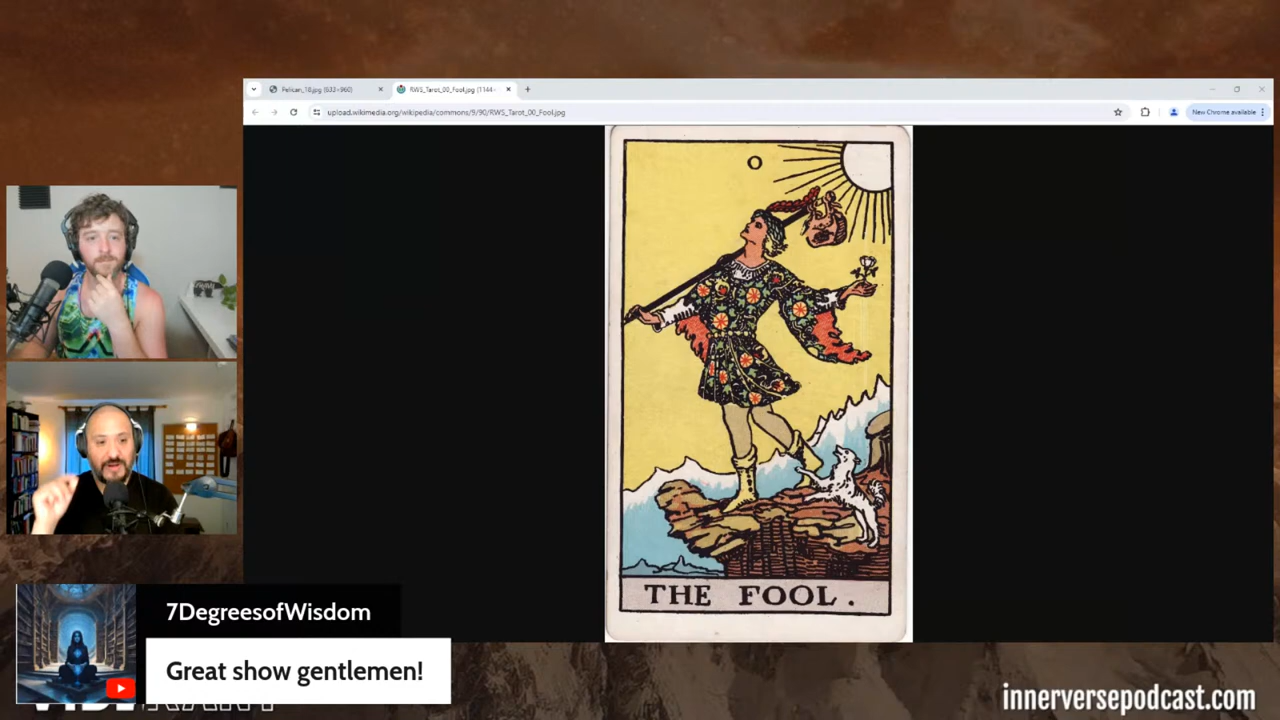 Pelican_18.jpg (633×960)
RWS_Tarot_00_Fool.jpg (1144×
upload.wikimedia.org/wikipedia/commons/9/90/RWS_Tarot_00_Fool.jpg
New Chrome available
0
THE FOOL.
7DegreesofWisdom
Great show gentlemen!
innerversepodcast.com